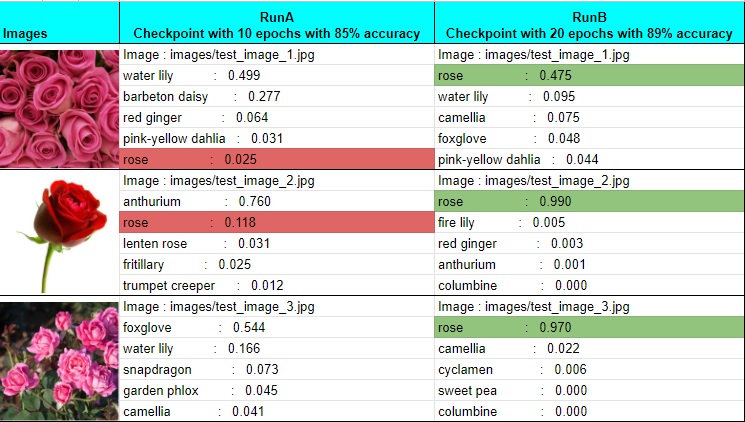 Images
RunA
Checkpoint with 10 epochs with 85% accuracy
RunB
Checkpoint with 20 epochs with 89% accuracy
Image : images/test_image_1.jpg
water lily : 0.499
barbeton daisy : 0.277
red ginger : 0.064
pink-yellow dahlia : 0.031
rose : 0.025
Image : images/test_image_1.jpg
rose : 0.475
water lily : 0.095
camellia : 0.075
foxglove : 0.048
pink-yellow dahlia : 0.044
Image : images/test_image_2.jpg
anthurium : 0.760
rose : 0.118
lenten rose : 0.031
fritillary : 0.025
trumpet creeper : 0.012
Image : images/test_image_2.jpg
rose : 0.990
fire lily : 0.005
red ginger : 0.003
anthurium : 0.001
columbine : 0.000
Image : images/test_image_3.jpg
foxglove : 0.544
water lily : 0.166
snapdragon : 0.073
garden phlox : 0.045
camellia : 0.041
Image : images/test_image_3.jpg
rose : 0.970
camellia : 0.022
cyclamen : 0.006
sweet pea : 0.000
columbine : 0.000